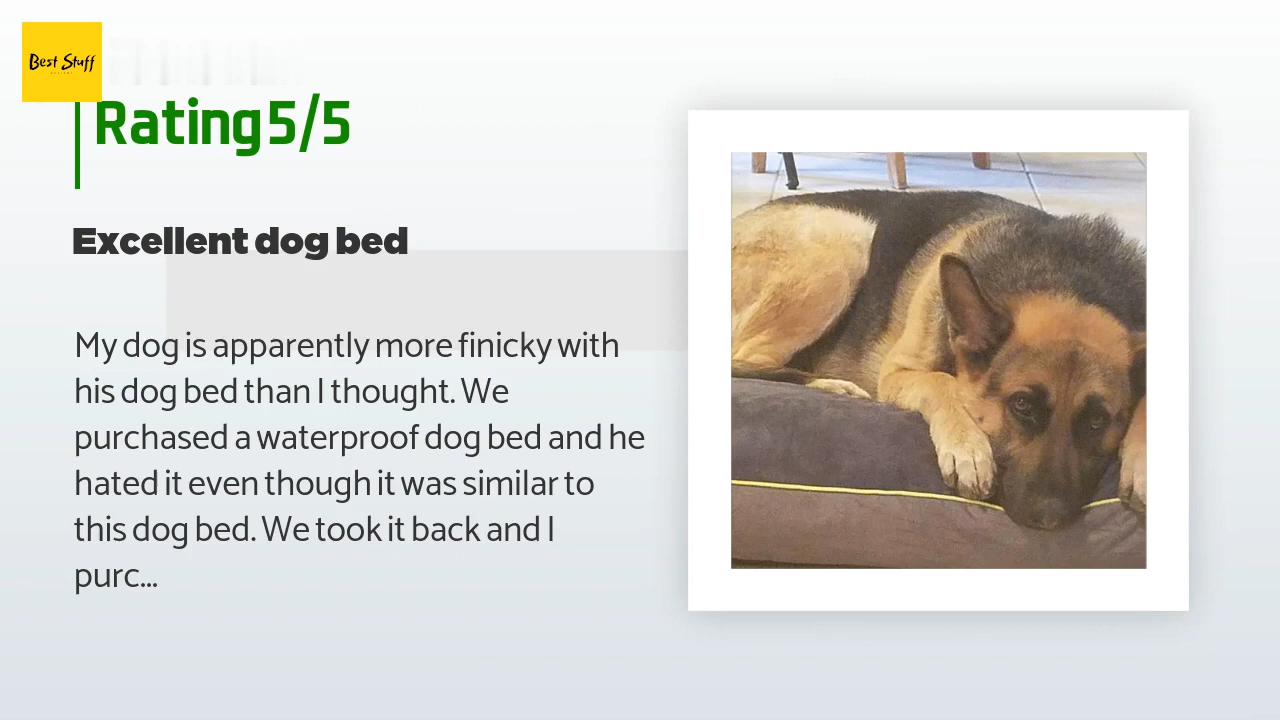 Best Stuff
Rating 5/5
Excellent dog bed
My dog is apparently more finicky with
his dog bed than I thought. We
purchased a waterproof dog bed and he
hated it even though it was similar to
this dog bed. We took it back and I
purc...